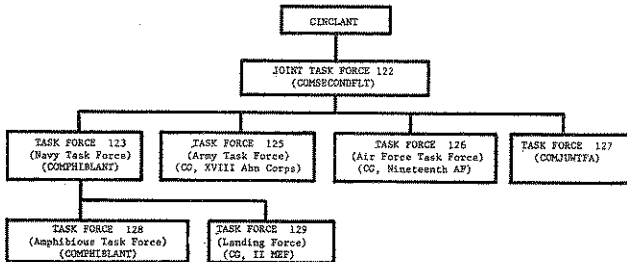 CINCLANT
JOINT TASK FORCE 122
(COMSECONDFLT)
TASK FORCE 123
(Navy Task Force)
(COMPHIBLANT)
TASK FORCE 125
(Army Task Force)
(CG, XVIII Abn Corps)
TASK FORCE 126
(Air Force Task Force)
(CG, Nineteenth AF)
TASK FORCE 127
(COMJUWTFA)
TASK FORCE 128
(Amphibious Task Force)
(COMPHIBLANT)
TASK FORCE 129
(Landing Force)
(CG, II MEF)